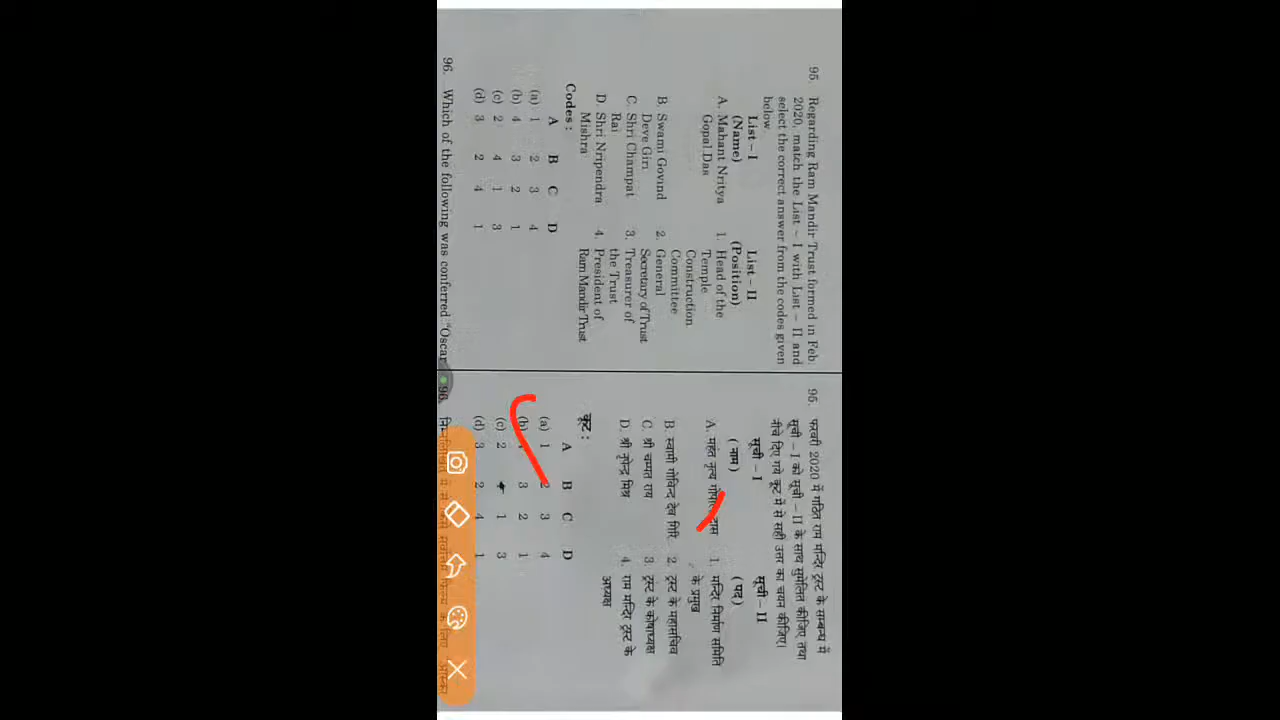 95. Regarding Ram Mandir Trust formed in Feb.
2020, match the List – I with List – II and
select the correct answer from the codes given
below.
List – I List – II
(Name) (Position)
A. Mahant Nritya 1. Head of the
Gopal Das Temple
Construction
Committee
B. Swami Govind 2. General
Deve Giri Secretary of Trust
C. Shri Champat 3. Treasurer of
Rai the Trust
D. Shri Nripendra 4. President of
Mishra Ram Mandir Trust
Codes :
A B C D
(a) 1 2 3 4
(b) 4 3 2 1
(c) 2 4 1 3
(d) 3 2 4 1
96. Which of the following was conferred "Oscar
95. फरवरी 2020 में गठित राम मन्दिर ट्रस्ट के सम्बन्ध में
सूची – I को सूची – II के साथ सुमेलित कीजिए तथा
नीचे दिए गये कूट में से सही उत्तर का चयन कीजिए।
सूची – I सूची – II
(नाम) (पद)
A. महंत नृत्य गोपाल दास 1. मन्दिर निर्माण समिति
के प्रमुख
B. स्वामी गोविन्द देव गिरि 2. ट्रस्ट के महासचिव
C. श्री चम्पत राय 3. ट्रस्ट के कोषाध्यक्ष
D. श्री नृपेन्द्र मिश्र 4. राम मन्दिर ट्रस्ट के
अध्यक्ष
कूट :
A B C D
(a) 1 2 3 4
(b) 4 3 2 1
(c) 2 4 1 3
(d) 3 2 4 1
96.